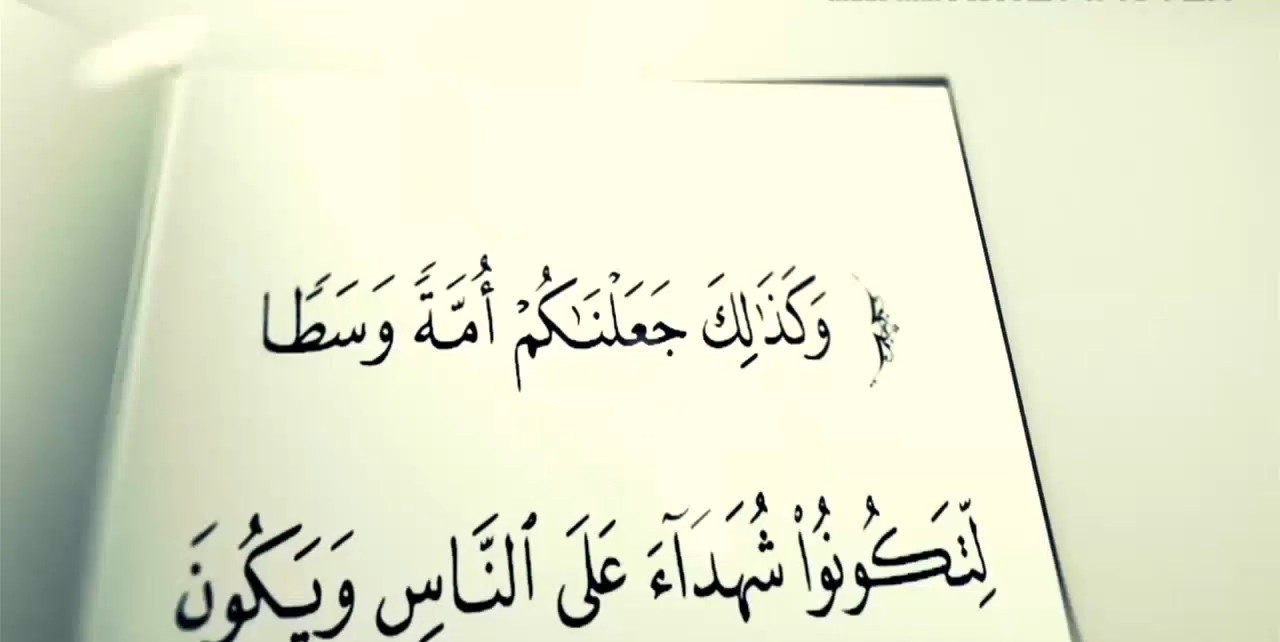 ﴿ وَكَذَٰلِكَ جَعَلْنَٰكُمْ أُمَّةً وَسَطًا
لِّتَكُونُوا۟ شُهَدَآءَ عَلَى ٱلنَّاسِ وَيَكُونَ